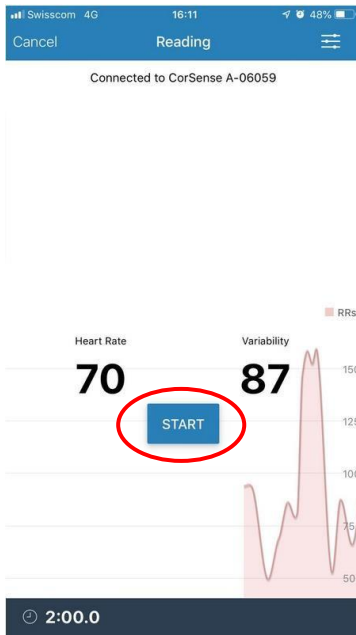 Swisscom 4G 16:11 48%
Cancel Reading
Connected to CorSense A-06059
RRs
Heart Rate Variability
70 87
START
150
125
100
75
50
2:00.0